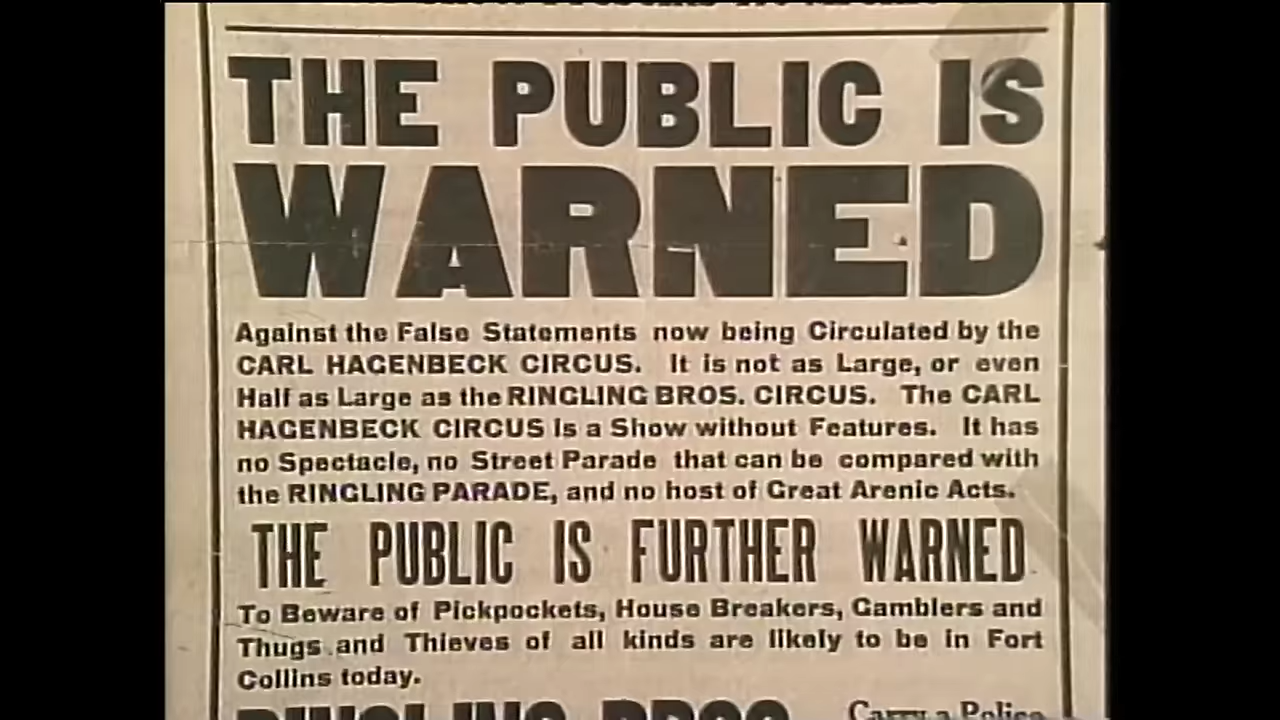 THE PUBLIC IS
WARNED
Against the False Statements now being Circulated by the
CARL HAGENBECK CIRCUS. It is not as Large, or even
Half as Large as the RINGLING BROS. CIRCUS. The CARL
HAGENBECK CIRCUS is a Show without Features. It has
no Spectacle, no Street Parade that can be compared with
the RINGLING PARADE, and no host of Great Arenic Acts.
THE PUBLIC IS FURTHER WARNED
To Beware of Pickpockets, House Breakers, Gamblers and
Thugs and Thieves of all kinds are likely to be in Fort
Collins today.
RINGLING BROS
Carry a Police